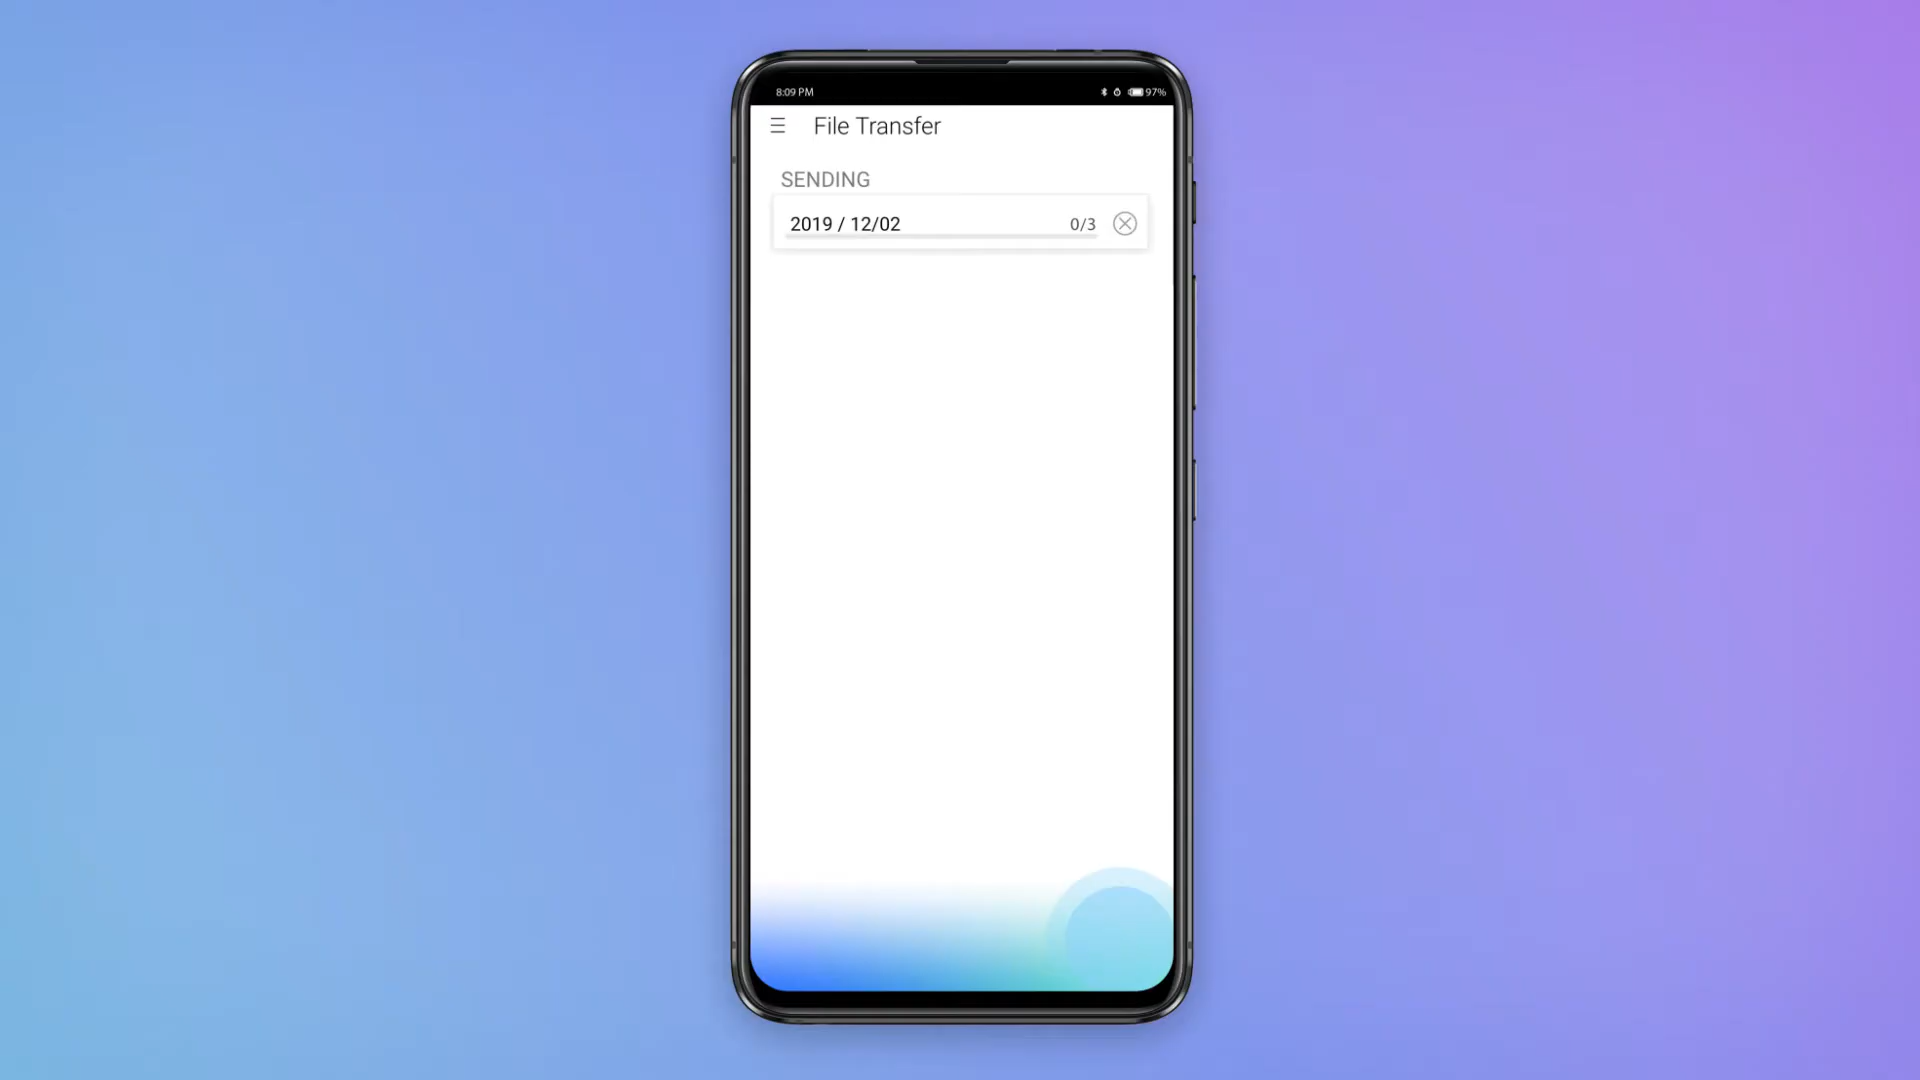 8:09 PM
97%
File Transfer
SENDING
2019 / 12/02
0/3